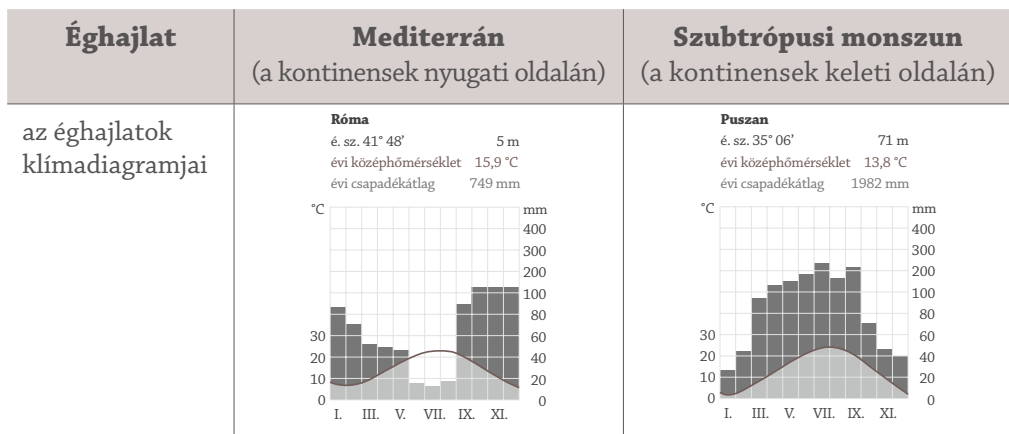 Éghajlat
Mediterrán
(a kontinensek nyugati oldalán)
Szubtrópusi monszun
(a kontinensek keleti oldalán)
az éghajlatok
klímadiagramjai
Róma
é. sz. 41° 48' 5 m
évi középhőmérséklet 15,9 °C
évi csapadékátlag 749 mm
°C mm
400
300
200
100
80
30 60
20 40
10 20
0 0
I. III. V. VII. IX. XI.
Puszan
é. sz. 35° 06' 71 m
évi középhőmérséklet 13,8 °C
évi csapadékátlag 1982 mm
°C mm
400
300
200
100
80
30 60
20 40
10 20
0 0
I. III. V. VII. IX. XI.